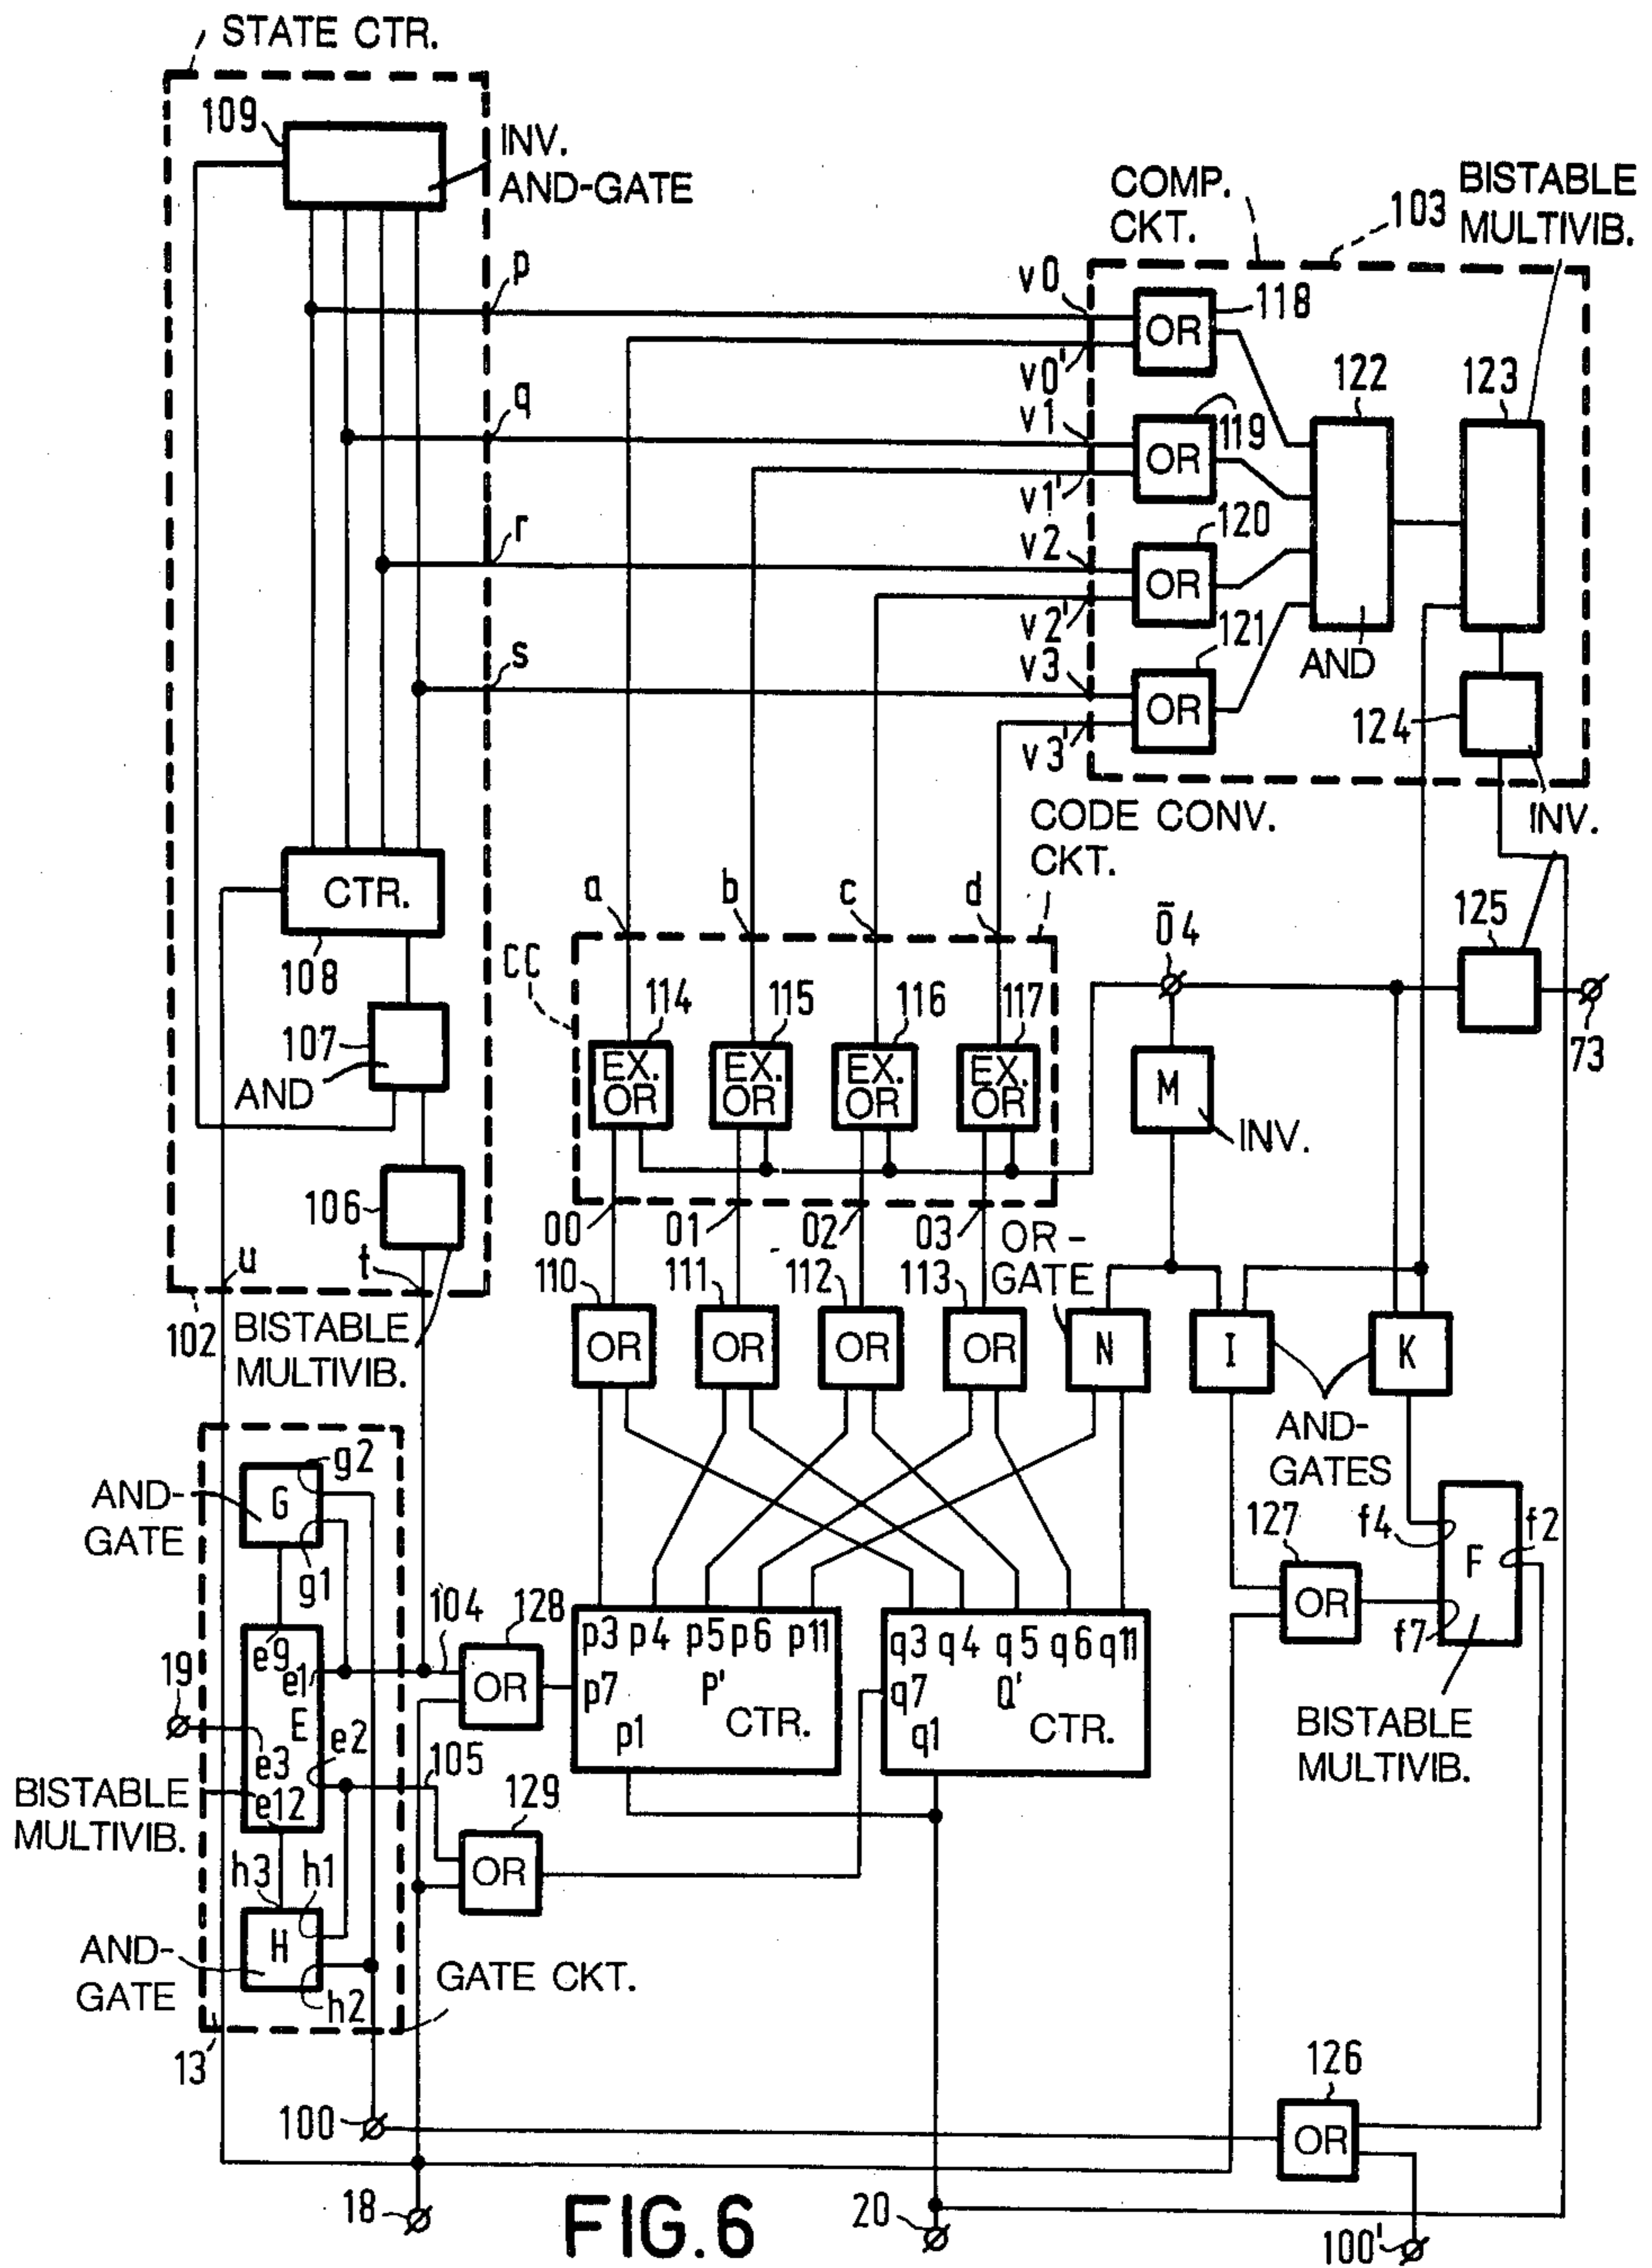 STATE CTR.
109
INV.
AND-GATE
COMP.
CKT.
103
BISTABLE
MULTIVIB.
p
v0
OR
118
v0'
122
123
q
v1
119
OR
v1'
r
v2
120
OR
v2'
121
AND
s
v3
OR
124
v3'
CODE CONV.
CKT.
INV.
CTR.
a
b
c
d
0̄4
125
108
CC
114
115
116
117
107
EX.
OR
EX.
OR
EX.
OR
EX.
OR
M
73
AND
INV.
106
00
01
02
03
OR-
GATE
u
t
110
111
112
113
102
BISTABLE
MULTIVIB.
OR
OR
OR
OR
N
I
K
AND-
GATES
g2
AND-
GATE
G
g1
127
f4
f2
F
OR
f7
104
128
19
e9
e1
E
e2
e3
e12
OR
p3
p4
p5
p6
p11
p7
P'
CTR.
p1
q3
q4
q5
q6
q11
q7
Q'
CTR.
q1
BISTABLE
MULTIVIB.
BISTABLE
MULTIVIB.
105
129
OR
h3
h1
H
AND-
GATE
h2
GATE CKT.
13'
126
100
OR
18
FIG.6
20
100'